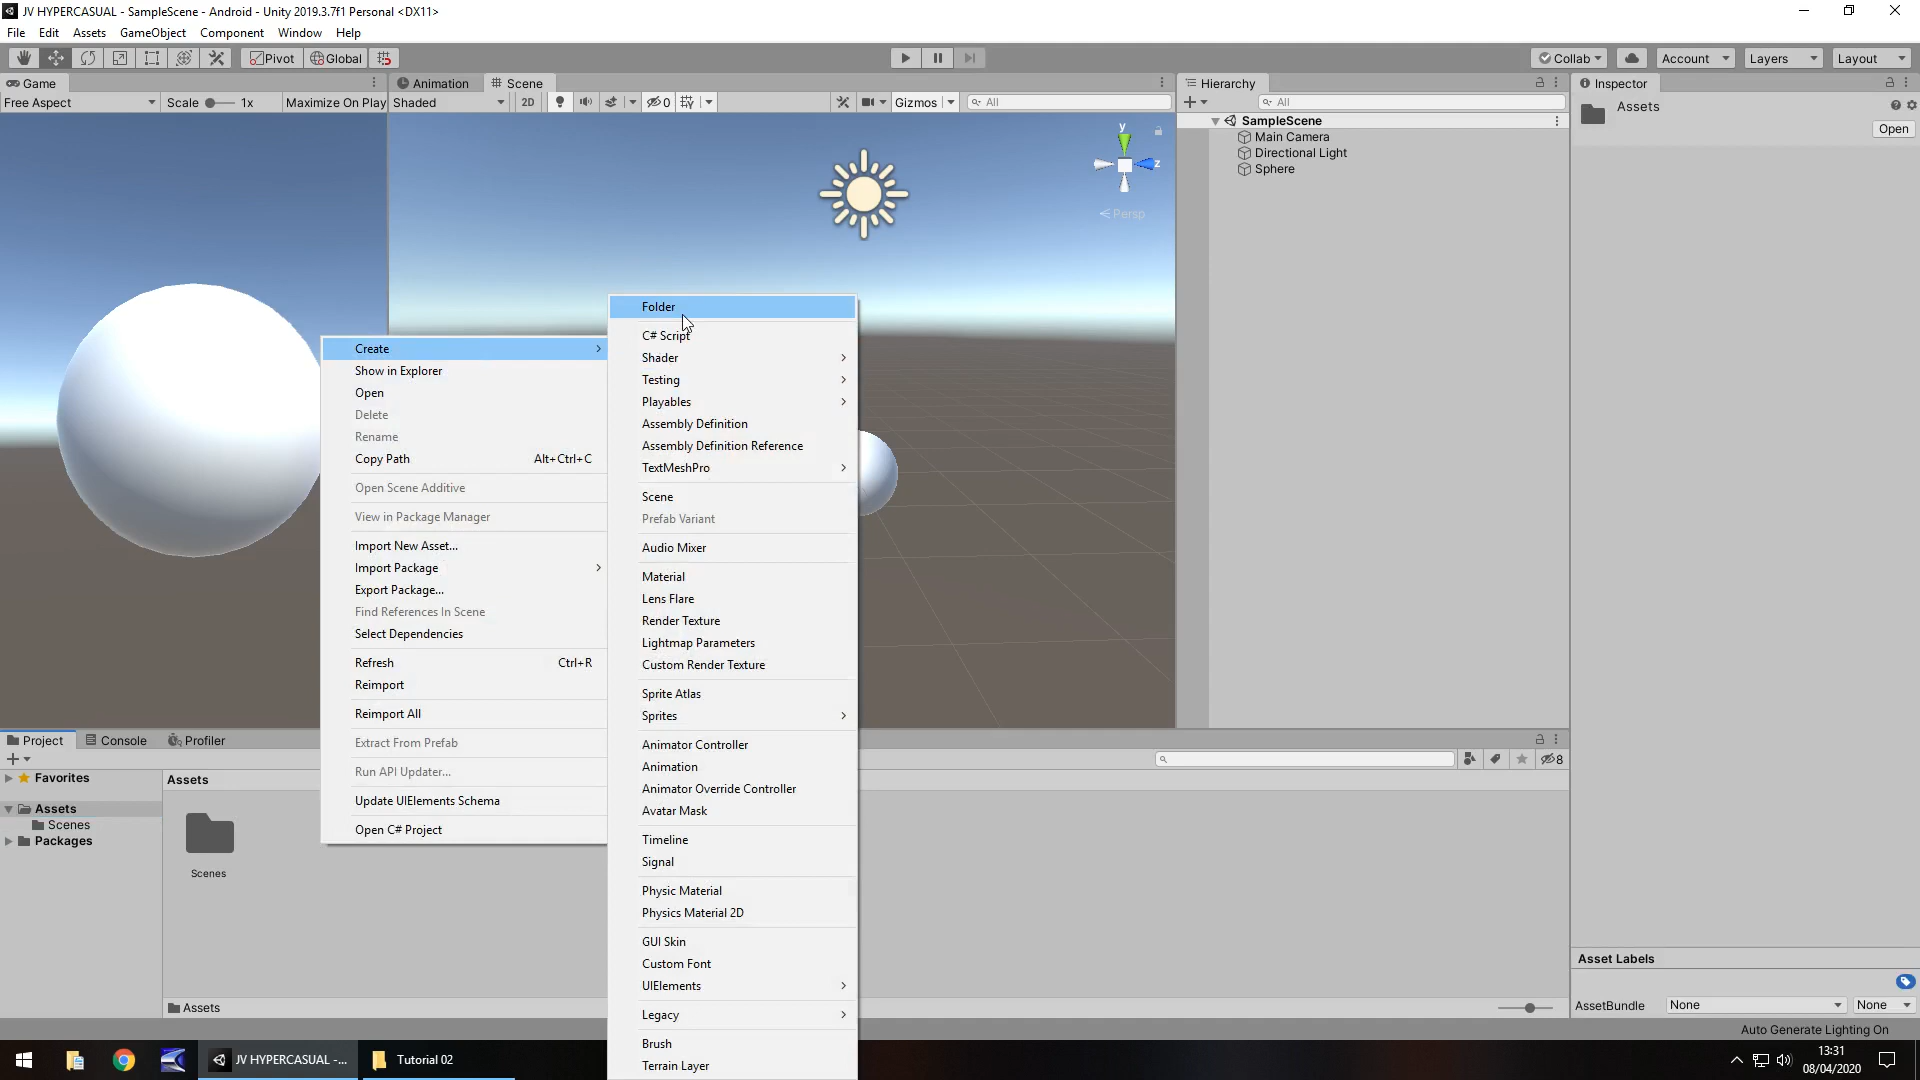 JV HYPERCASUAL - SampleScene - Android - Unity 2019.3.7f1 Personal <DX11>
File Edit Assets GameObject Component Window Help
Pivot Global Collab Account Layers Layout
Game Animation Scene Hierarchy Inspector
Free Aspect Scale 1x Maximize On Play Shaded 2D 0 Gizmos All All
Assets
Open
SampleScene
Main Camera
Directional Light
Sphere
y
z
Persp
Create
Show in Explorer
Open
Delete
Rename
Copy Path Alt+Ctrl+C
Open Scene Additive
View in Package Manager
Import New Asset...
Import Package
Export Package...
Find References In Scene
Select Dependencies
Refresh Ctrl+R
Reimport
Reimport All
Extract From Prefab
Run API Updater...
Update UIElements Schema
Open C# Project
Folder
C# Script
Shader
Testing
Playables
Assembly Definition
Assembly Definition Reference
TextMeshPro
Scene
Prefab Variant
Audio Mixer
Material
Lens Flare
Render Texture
Lightmap Parameters
Custom Render Texture
Sprite Atlas
Sprites
Animator Controller
Animation
Animator Override Controller
Avatar Mask
Timeline
Signal
Physic Material
Physics Material 2D
GUI Skin
Custom Font
UIElements
Legacy
Brush
Terrain Layer
Project Console Profiler
8
Favorites
Assets
Scenes
Packages
Assets
Scenes
Assets
Asset Labels
AssetBundle None None
Auto Generate Lighting On
JV HYPERCASUAL -...
Tutorial 02
13:31
08/04/2020